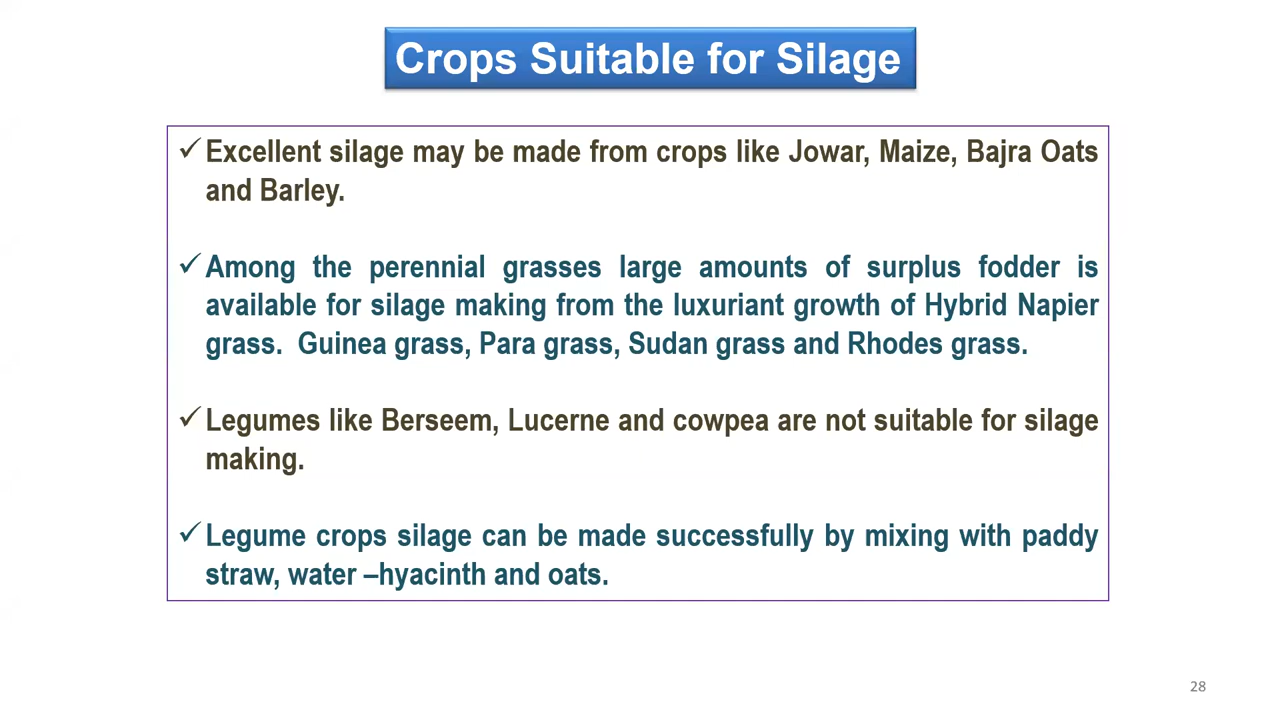 Crops Suitable for Silage
✓ Excellent silage may be made from crops like Jowar, Maize, Bajra Oats
and Barley.
✓ Among the perennial grasses large amounts of surplus fodder is
available for silage making from the luxuriant growth of Hybrid Napier
grass.  Guinea grass, Para grass, Sudan grass and Rhodes grass.
✓ Legumes like Berseem, Lucerne and cowpea are not suitable for silage
making.
✓ Legume crops silage can be made successfully by mixing with paddy
straw, water –hyacinth and oats.
28